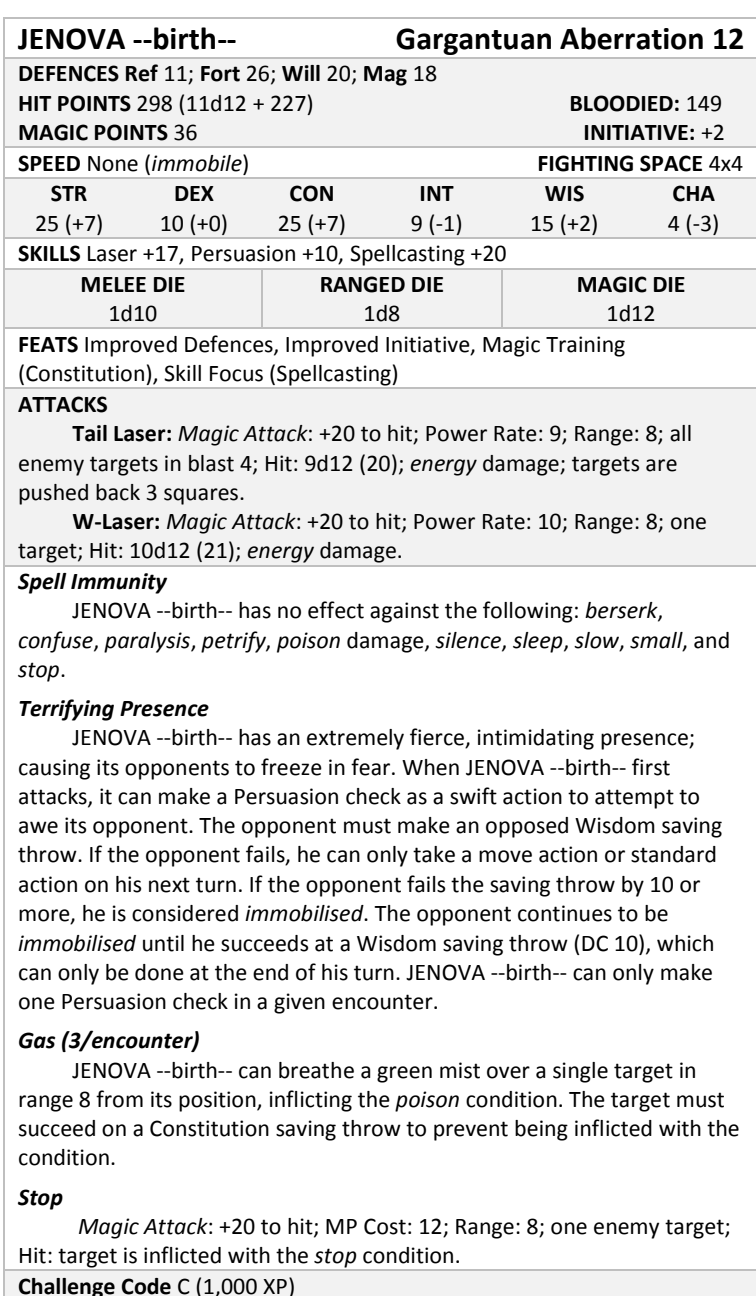 JENOVA --birth-- Gargantuan Aberration 12
DEFENCES Ref 11; Fort 26; Will 20; Mag 18
HIT POINTS 298 (11d12 + 227) BLOODIED: 149
MAGIC POINTS 36 INITIATIVE: +2
SPEED None (immobile) FIGHTING SPACE 4x4
STR DEX CON INT WIS CHA
25 (+7) 10 (+0) 25 (+7) 9 (-1) 15 (+2) 4 (-3)
SKILLS Laser +17, Persuasion +10, Spellcasting +20
MELEE DIE RANGED DIE MAGIC DIE
1d10 1d8 1d12
FEATS Improved Defences, Improved Initiative, Magic Training
(Constitution), Skill Focus (Spellcasting)
ATTACKS
Tail Laser: Magic Attack: +20 to hit; Power Rate: 9; Range: 8; all
enemy targets in blast 4; Hit: 9d12 (20); energy damage; targets are
pushed back 3 squares.
W-Laser: Magic Attack: +20 to hit; Power Rate: 10; Range: 8; one
target; Hit: 10d12 (21); energy damage.
Spell Immunity
JENOVA --birth-- has no effect against the following: berserk,
confuse, paralysis, petrify, poison damage, silence, sleep, slow, small, and
stop.
Terrifying Presence
JENOVA --birth-- has an extremely fierce, intimidating presence;
causing its opponents to freeze in fear. When JENOVA --birth-- first
attacks, it can make a Persuasion check as a swift action to attempt to
awe its opponent. The opponent must make an opposed Wisdom saving
throw. If the opponent fails, he can only take a move action or standard
action on his next turn. If the opponent fails the saving throw by 10 or
more, he is considered immobilised. The opponent continues to be
immobilised until he succeeds at a Wisdom saving throw (DC 10), which
can only be done at the end of his turn. JENOVA --birth-- can only make
one Persuasion check in a given encounter.
Gas (3/encounter)
JENOVA --birth-- can breathe a green mist over a single target in
range 8 from its position, inflicting the poison condition. The target must
succeed on a Constitution saving throw to prevent being inflicted with the
condition.
Stop
Magic Attack: +20 to hit; MP Cost: 12; Range: 8; one enemy target;
Hit: target is inflicted with the stop condition.
Challenge Code C (1,000 XP)